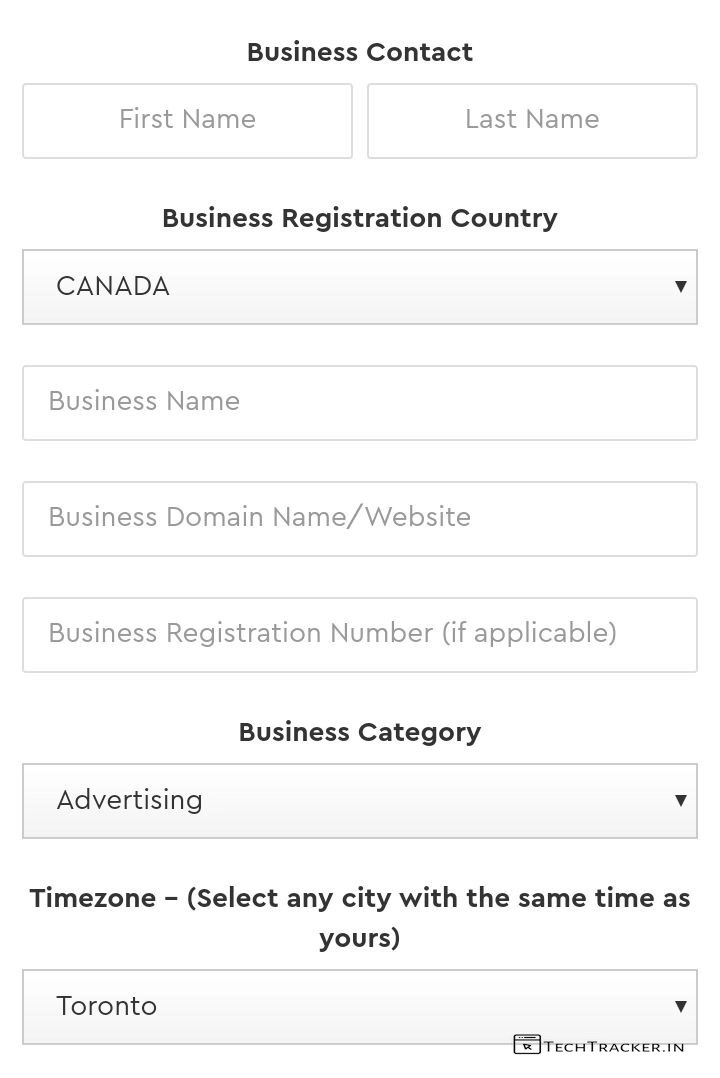 Business Contact
First Name
Last Name
Business Registration Country
CANADA
Business Name
Business Domain Name/Website
Business Registration Number (if applicable)
Business Category
Advertising
Timezone – (Select any city with the same time as
yours)
Toronto
TECHTRACKER.IN